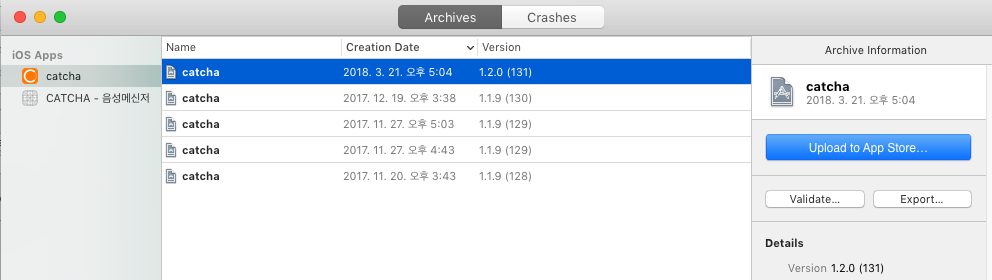 Archives Crashes
iOS Apps
catcha
CATCHA - 음성메신저
Name Creation Date Version
catcha 2018. 3. 21. 오후 5:04 1.2.0 (131)
catcha 2017. 12. 19. 오후 3:38 1.1.9 (130)
catcha 2017. 11. 27. 오후 5:03 1.1.9 (129)
catcha 2017. 11. 27. 오후 4:43 1.1.9 (129)
catcha 2017. 11. 20. 오후 3:43 1.1.9 (128)
Archive Information
catcha
2018. 3. 21. 오후 5:04
Upload to App Store...
Validate... Export...
Details
Version 1.2.0 (131)